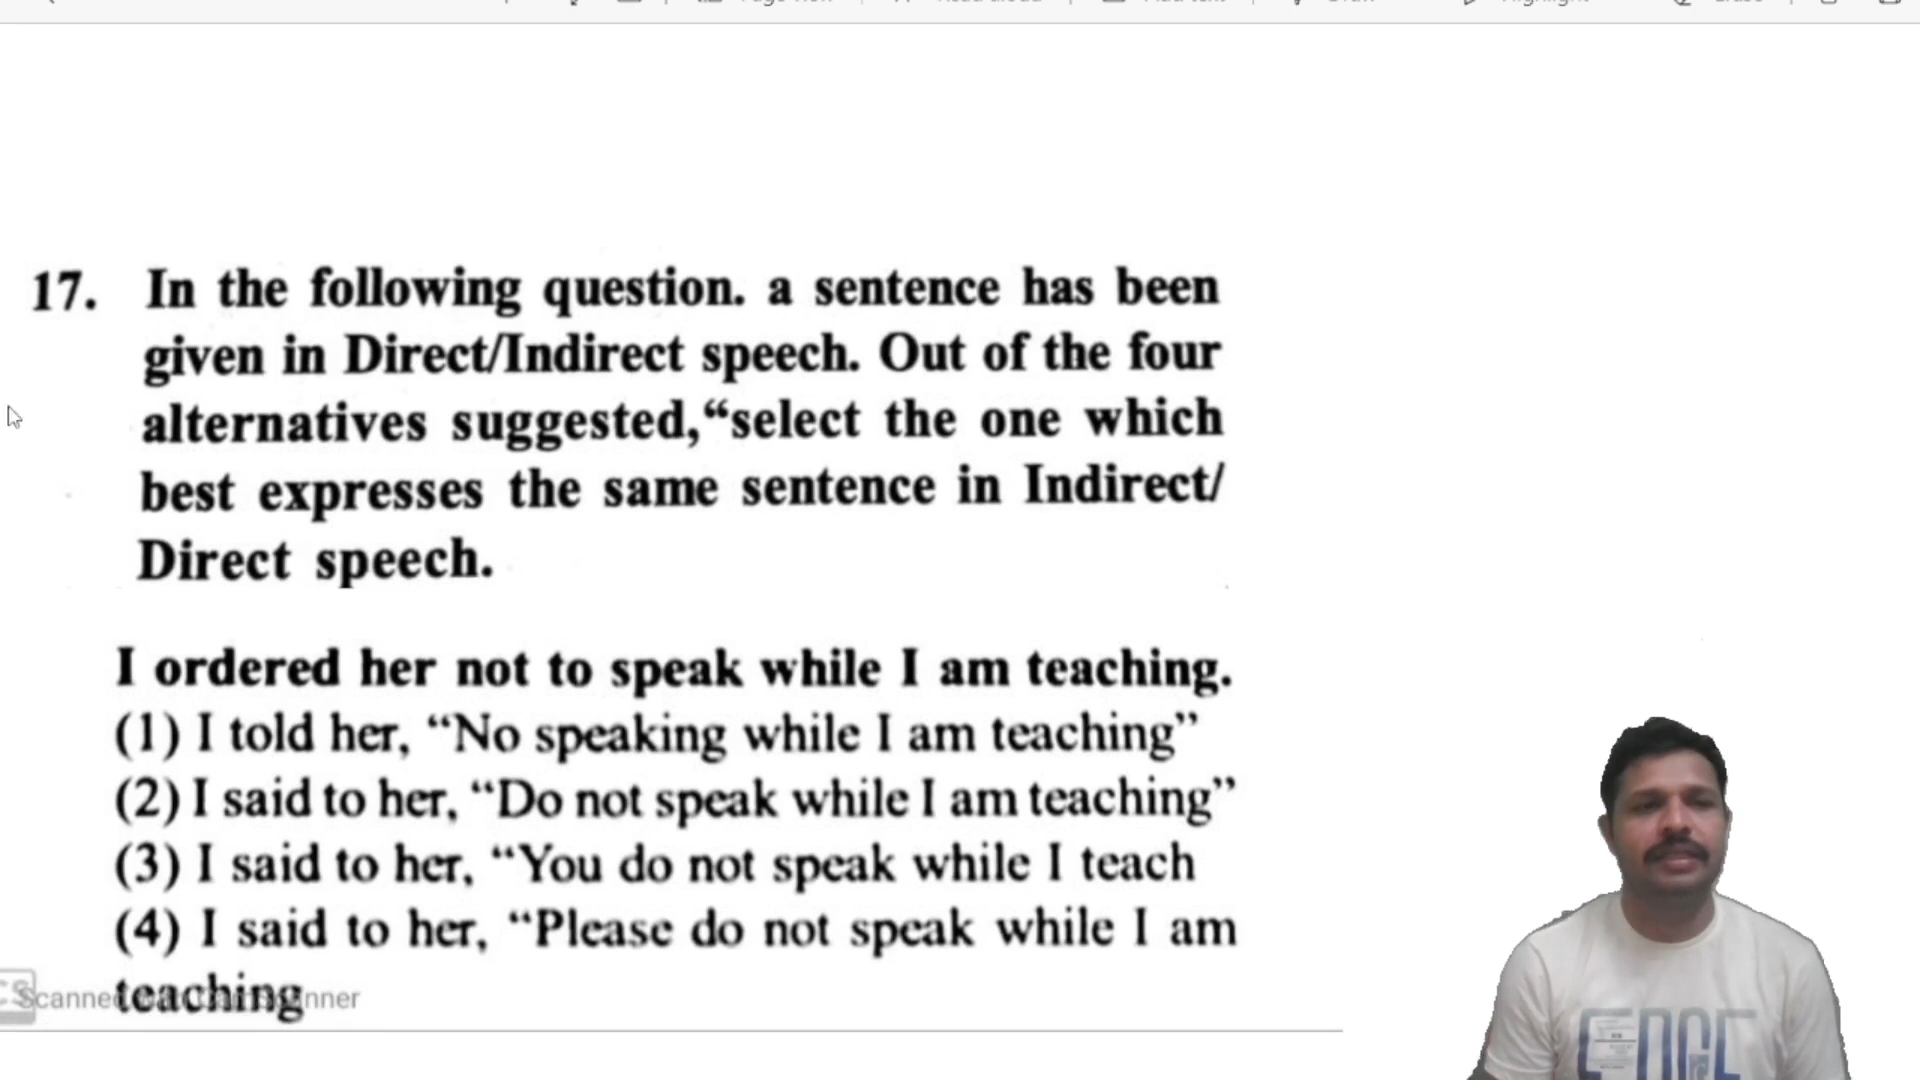 17. In the following question. a sentence has been
given in Direct/Indirect speech. Out of the four
alternatives suggested,“select the one which
best expresses the same sentence in Indirect/
Direct speech.
I ordered her not to speak while I am teaching.
(1) I told her, “No speaking while I am teaching”
(2) I said to her, “Do not speak while I am teaching”
(3) I said to her, “You do not speak while I teach
(4) I said to her, “Please do not speak while I am
teaching
CS Scanned
EDGE